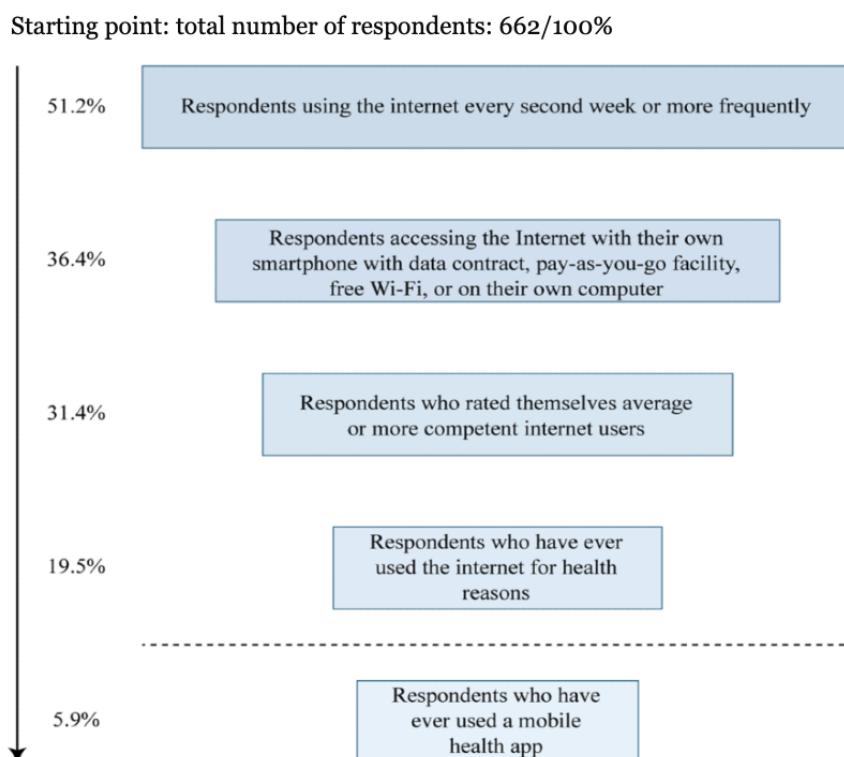 Starting point: total number of respondents: 662/100%
51.2%
Respondents using the internet every second week or more frequently
36.4%
Respondents accessing the Internet with their own
smartphone with data contract, pay-as-you-go facility,
free Wi-Fi, or on their own computer
31.4%
Respondents who rated themselves average
or more competent internet users
19.5%
Respondents who have ever
used the internet for health
reasons
5.9%
Respondents who have
ever used a mobile
health app